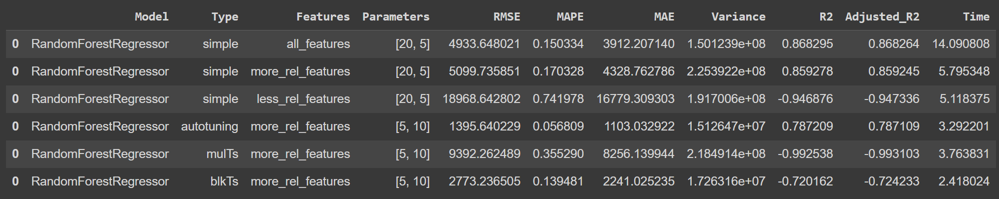 Model Type Features Parameters RMSE MAPE MAE Variance R2 Adjusted_R2 Time
0 RandomForestRegressor simple all_features [20, 5] 4933.648021 0.150334 3912.207140 1.501239e+08 0.868295 0.868264 14.090808
0 RandomForestRegressor simple more_rel_features [20, 5] 5099.735851 0.170328 4328.762786 2.253922e+08 0.859278 0.859245 5.795348
0 RandomForestRegressor simple less_rel_features [20, 5] 18968.642802 0.741978 16779.309303 1.917006e+08 -0.946876 -0.947336 5.118375
0 RandomForestRegressor autotuning more_rel_features [5, 10] 1395.640229 0.056809 1103.032922 1.512647e+07 0.787209 0.787109 3.292201
0 RandomForestRegressor mulTs more_rel_features [5, 10] 9392.262489 0.355290 8256.139944 2.184914e+08 -0.992538 -0.993103 3.763831
0 RandomForestRegressor blkTs more_rel_features [5, 10] 2773.236505 0.139481 2241.025235 1.726316e+07 -0.720162 -0.724233 2.418024